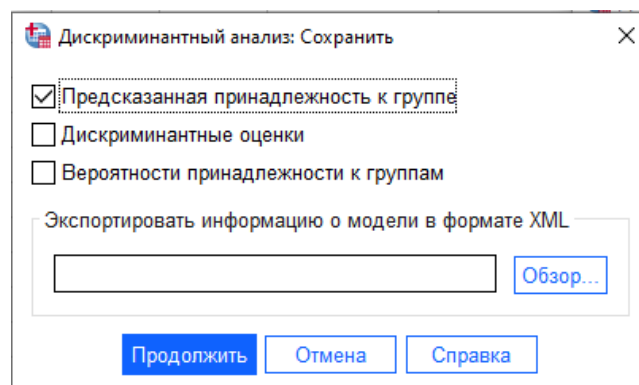 Дискриминантный анализ: Сохранить
Предсказанная принадлежность к группе
Дискриминантные оценки
Вероятности принадлежности к группам
Экспортировать информацию о модели в формате XML
Обзор...
Продолжить Отмена Справка